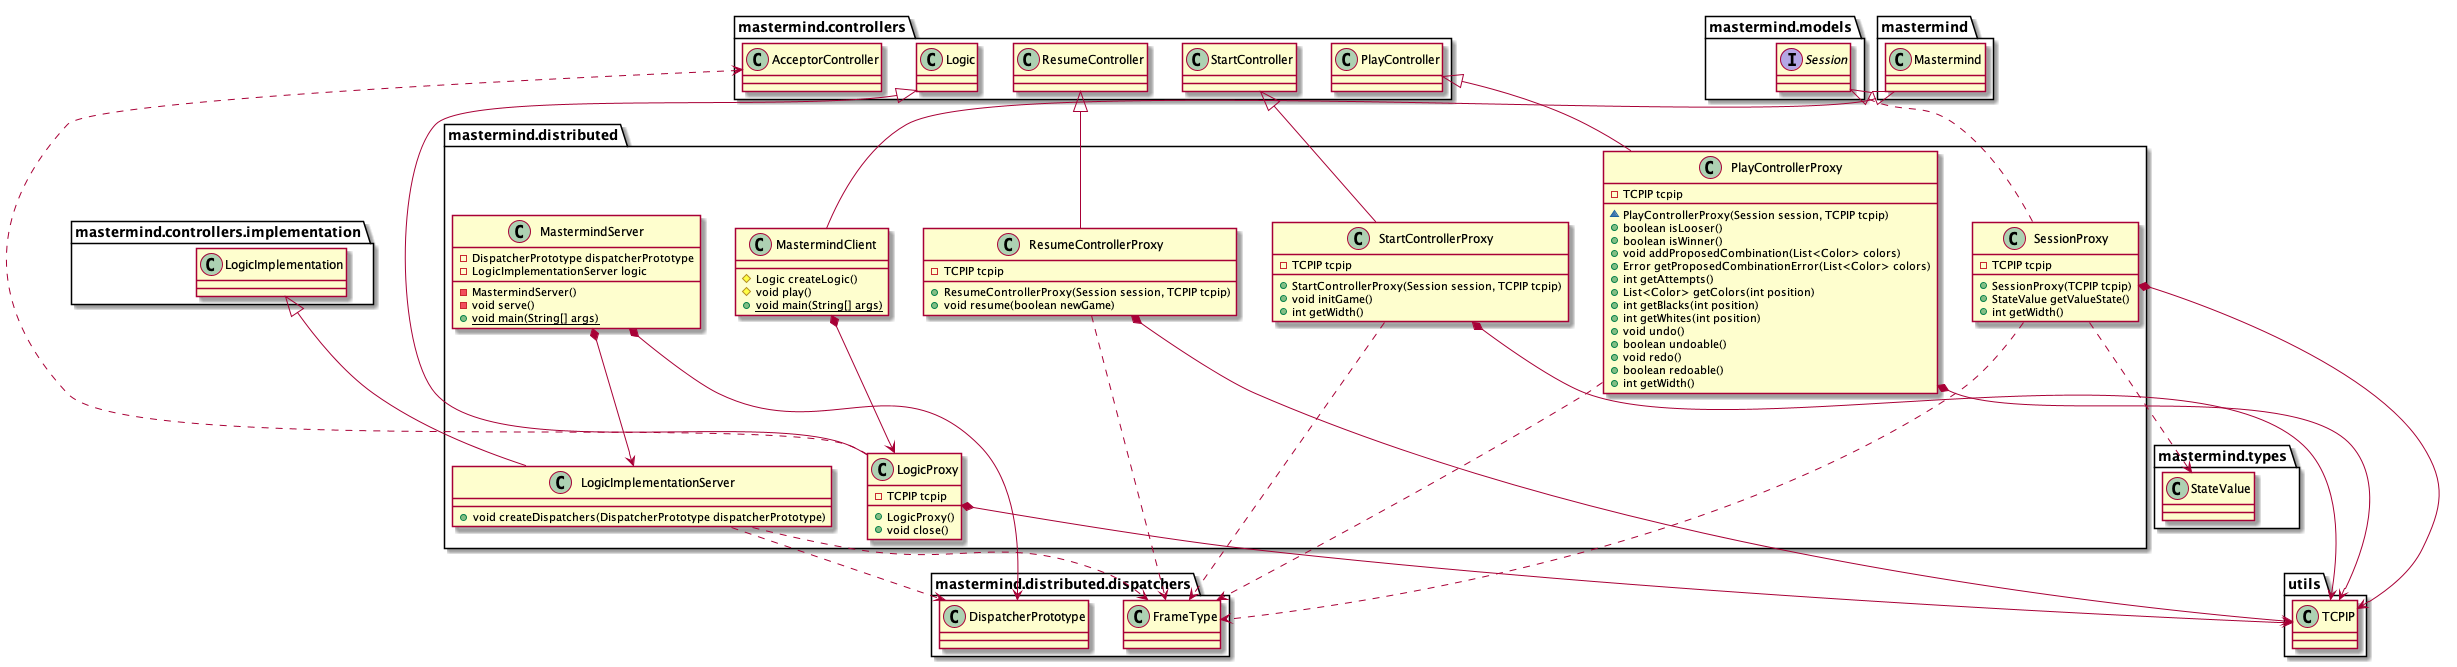 mastermind.controllers
C AcceptorController
C Logic
C ResumeController
C StartController
C PlayController
mastermind.models
I Session
mastermind
C Mastermind
mastermind.distributed
C PlayControllerProxy
TCPIP tcpip
PlayControllerProxy(Session session, TCPIP tcpip)
boolean isLooser()
boolean isWinner()
void addProposedCombination(List<Color> colors)
Error getProposedCombinationError(List<Color> colors)
int getAttempts()
List<Color> getColors(int position)
int getBlacks(int position)
int getWhites(int position)
void undo()
boolean undoable()
void redo()
boolean redoable()
int getWidth()
mastermind.controllers.implementation
C LogicImplementation
C MastermindServer
DispatcherPrototype dispatcherPrototype
LogicImplementationServer logic
MastermindServer()
void serve()
void main(String[] args)
C MastermindClient
Logic createLogic()
void play()
void main(String[] args)
C ResumeControllerProxy
TCPIP tcpip
ResumeControllerProxy(Session session, TCPIP tcpip)
void resume(boolean newGame)
C StartControllerProxy
TCPIP tcpip
StartControllerProxy(Session session, TCPIP tcpip)
void initGame()
int getWidth()
C SessionProxy
TCPIP tcpip
SessionProxy(TCPIP tcpip)
StateValue getValueState()
int getWidth()
C LogicImplementationServer
void createDispatchers(DispatcherPrototype dispatcherPrototype)
C LogicProxy
TCPIP tcpip
LogicProxy()
void close()
mastermind.types
C StateValue
mastermind.distributed.dispatchers
C DispatcherPrototype
C FrameType
utils
C TCPIP